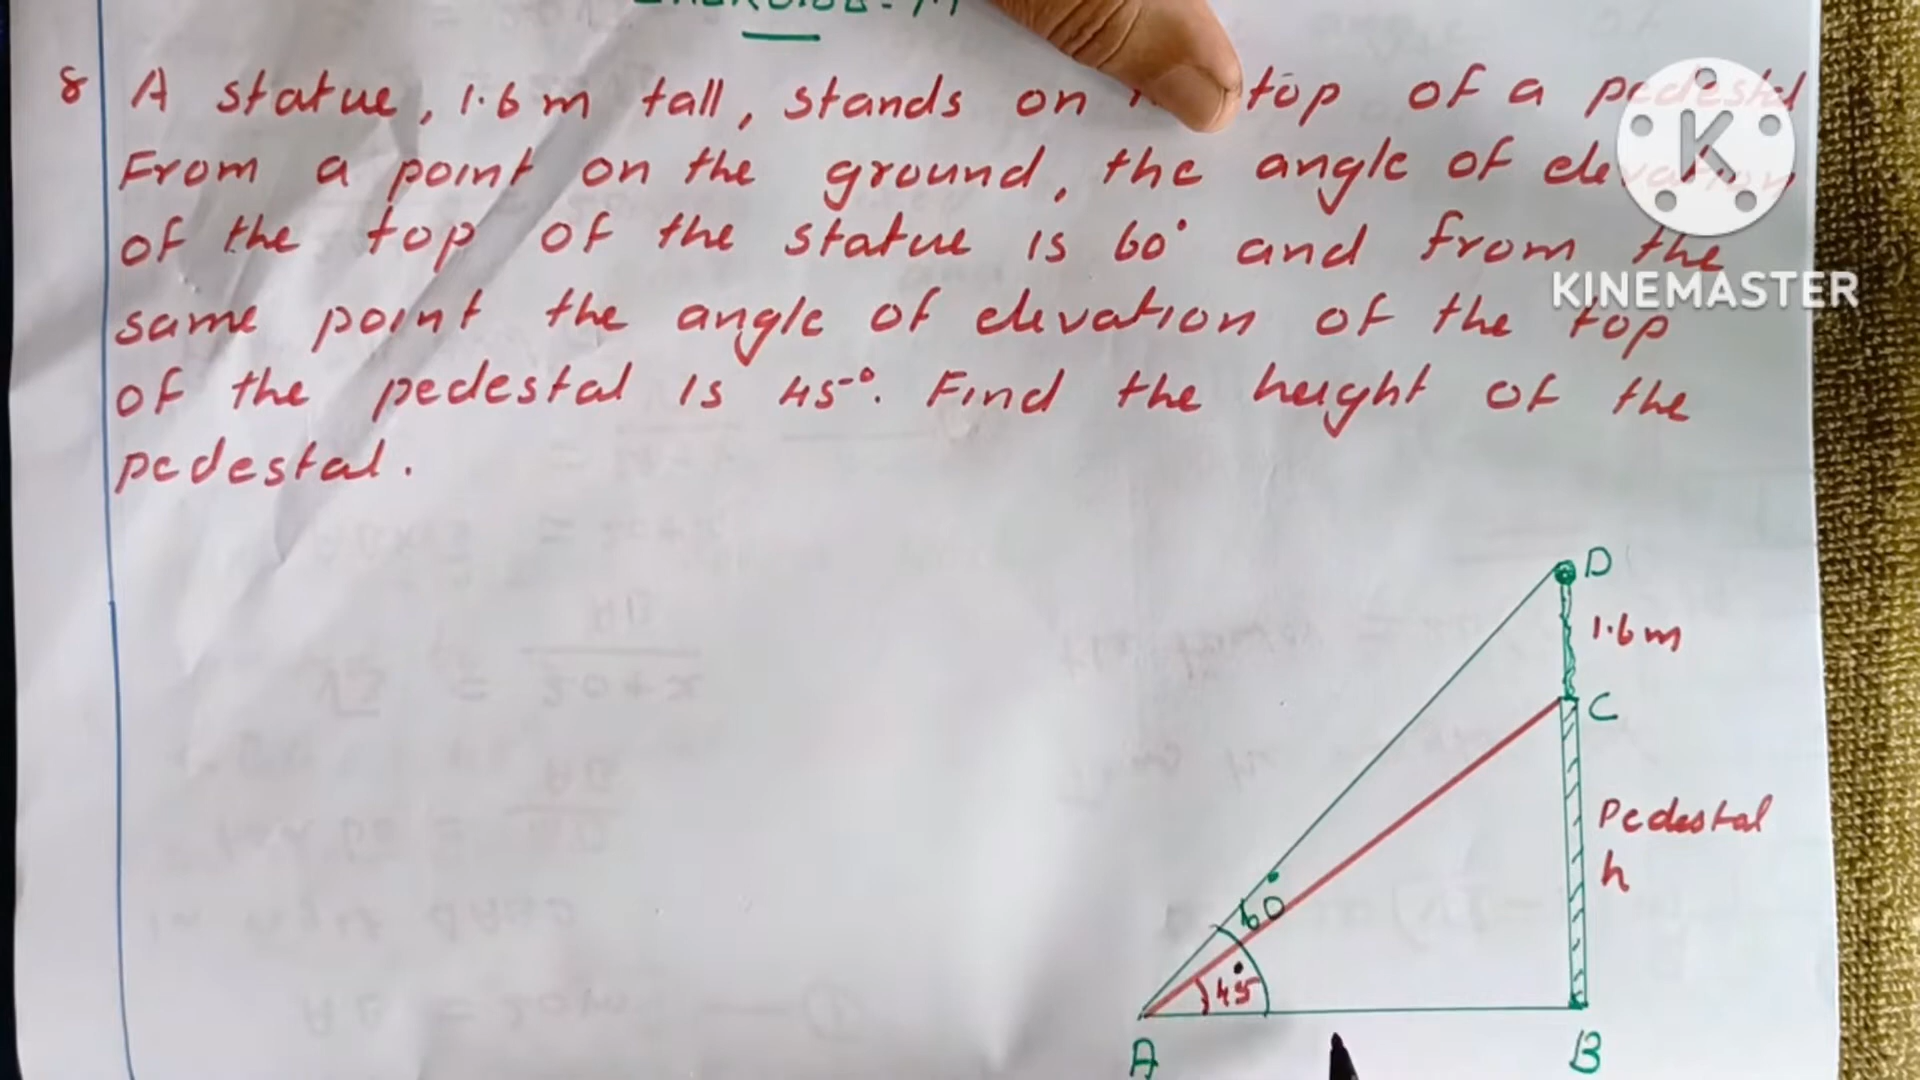 8 A statue, 1.6 m tall, stands on top of a pedestal
From a point on the ground, the angle of elevation
of the top of the statue is 60° and from the
same point the angle of elevation of the top
of the pedestal is 45°. Find the height of the
pedestal.
K
KINEMASTER
D
1.6m
C
Pedestal
h
60°
45°
A
B